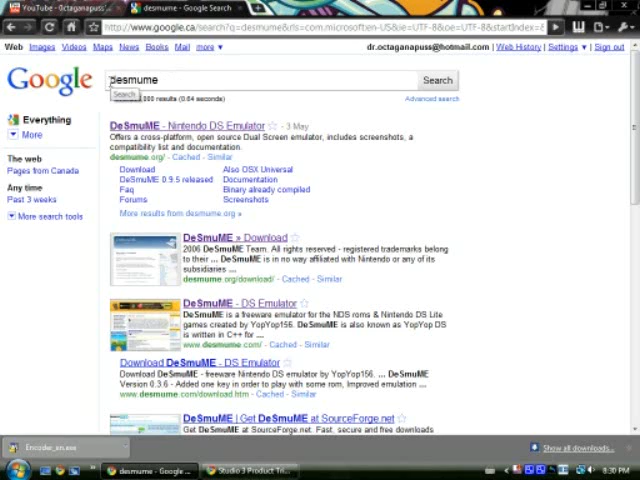 YouTube - Octaganapuss'...
desmume - Google Search
http://www.google.ca/search?q=desmume&rls=com.microsoft:en-US&ie=UTF-8&oe=UTF-8&startIndex=&
Web Images Videos Maps News Books Mail more ▼
dr.octaganapuss@hotmail.com | Web History | Settings ▼ | Sign out
Google
desmume
Search
Search
000 results (0.64 seconds)
Advanced search
Everything
More
The web
Pages from Canada
Any time
Past 3 weeks
More search tools
DeSmuME - Nintendo DS Emulator - 3 May
Offers a cross-platform, open source Dual Screen emulator, includes screenshots, a
compatibility list and documentation.
desmume.org/ - Cached - Similar
Download Also OSX Universal
DeSmuME 0.9.5 released Documentation
Faq Binary already compiled
Forums Screenshots
More results from desmume.org »
DeSmuME » Download
2006 DeSmuME Team. All rights reserved - registered trademarks belong
to their ... DeSmuME is in no way affiliated with Nintendo or any of its
subsidiaries ...
desmume.org/download/ - Cached - Similar
DeSmuME - DS Emulator
DeSmuME is a freeware emulator for the NDS roms & Nintendo DS Lite
games created by YopYop156. DeSmuME is also known as YopYop DS
is written in C++ for ...
www.desmume.com/ - Cached - Similar
Download DeSmuME - DS Emulator
Download DeSmuME - freeware Nintendo DS emulator by YopYop156. ... DeSmuME
Version 0.3.6 - Added one key in order to play with some rom, Improved emulation ...
www.desmume.com/download.htm - Cached - Similar
DeSmuME | Get DeSmuME at SourceForge.net
Get DeSmuME at SourceForge.net. Fast, secure and free downloads
Encoder_en.exe
Show all downloads...
desmume - Google ...
Studio 3 Product Tri...
8:30 PM